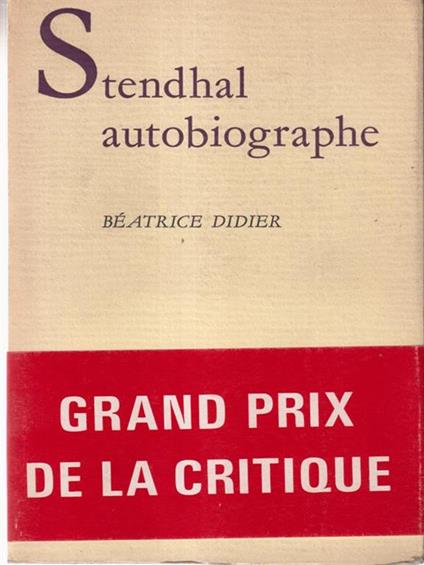 Stendhal
autobiographe
BÉATRICE DIDIER
GRAND PRIX
DE LA CRITIQUE